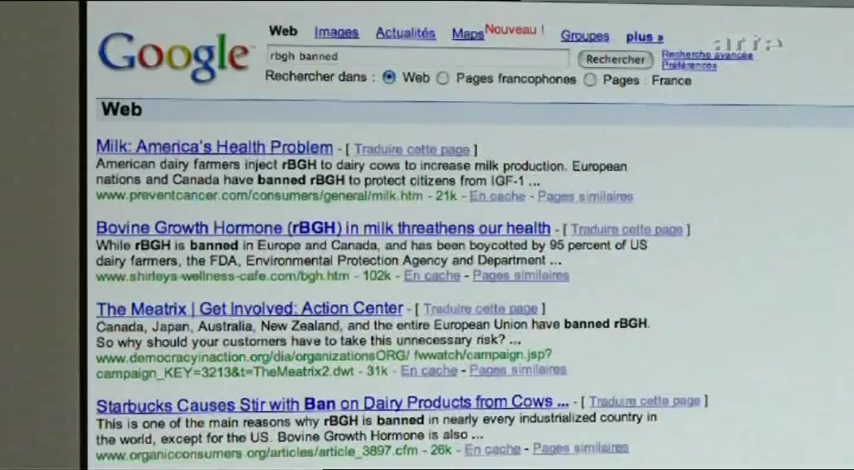 Web Images Actualités Maps Nouveau ! Groupes plus »
arte
Google
rbgh banned
Rechercher
Recherche avancée
Préférences
Rechercher dans : Web Pages francophones Pages : France
Web
Milk: America's Health Problem - [ Traduire cette page ]
American dairy farmers inject rBGH to dairy cows to increase milk production. European
nations and Canada have banned rBGH to protect citizens from IGF-1 ...
www.preventcancer.com/consumers/general/milk.htm - 21k - En cache - Pages similaires
Bovine Growth Hormone (rBGH) in milk threatens our health - [ Traduire cette page ]
While rBGH is banned in Europe and Canada, and has been boycotted by 95 percent of US
dairy farmers, the FDA, Environmental Protection Agency and Department ...
www.shirleys-wellness-cafe.com/bgh.htm - 102k - En cache - Pages similaires
The Meatrix | Get Involved: Action Center - [ Traduire cette page ]
Canada, Japan, Australia, New Zealand, and the entire European Union have banned rBGH.
So why should your customers have to take this unnecessary risk? ...
www.democracyinaction.org/dia/organizationsORG/ fwwatch/campaign.jsp?
campaign_KEY=3213&t=TheMeatrix2.dwt - 31k - En cache - Pages similaires
Starbucks Causes Stir with Ban on Dairy Products from Cows ... - [ Traduire cette page ]
This is one of the main reasons why rBGH is banned in nearly every industrialized country in
the world, except for the US. Bovine Growth Hormone is also ...
www.organicconsumers.org/articles/article_3897.cfm - 26k - En cache - Pages similaires